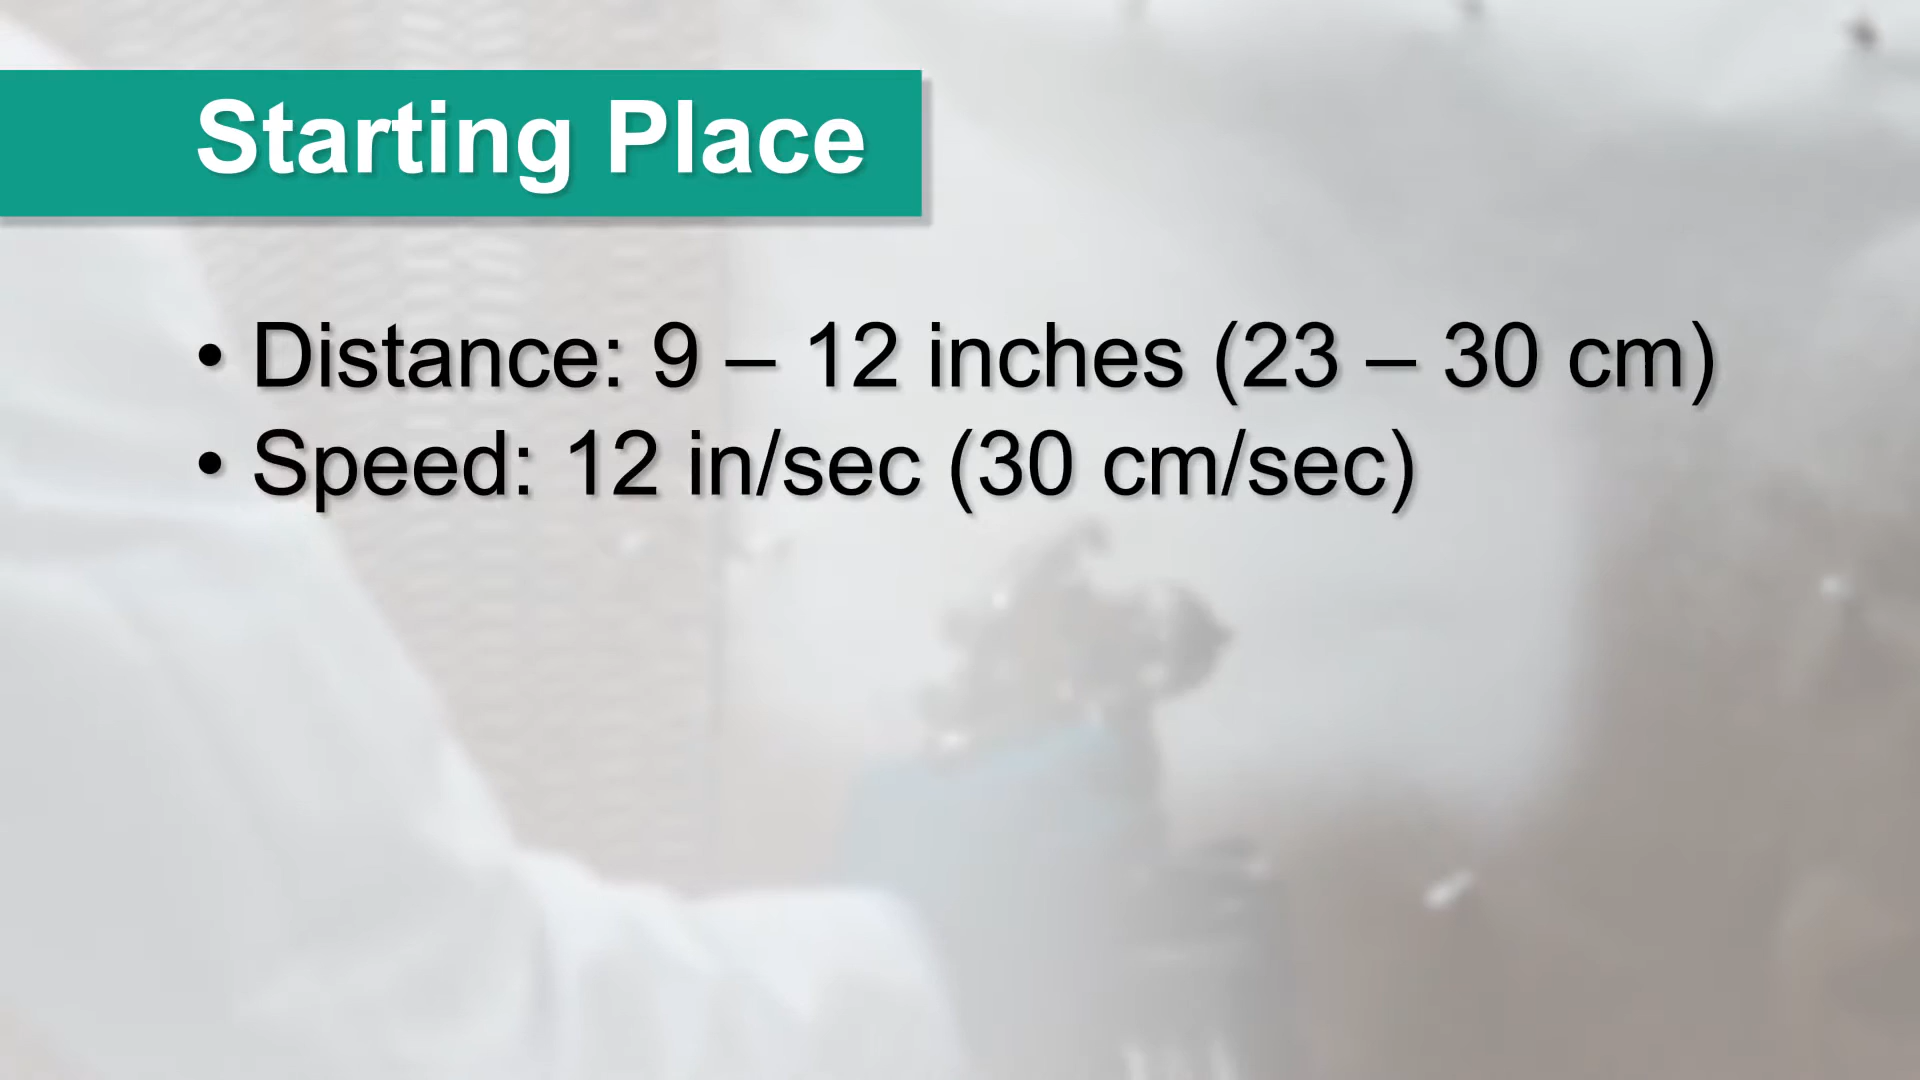 Starting Place
• Distance: 9 – 12 inches (23 – 30 cm)
• Speed: 12 in/sec (30 cm/sec)